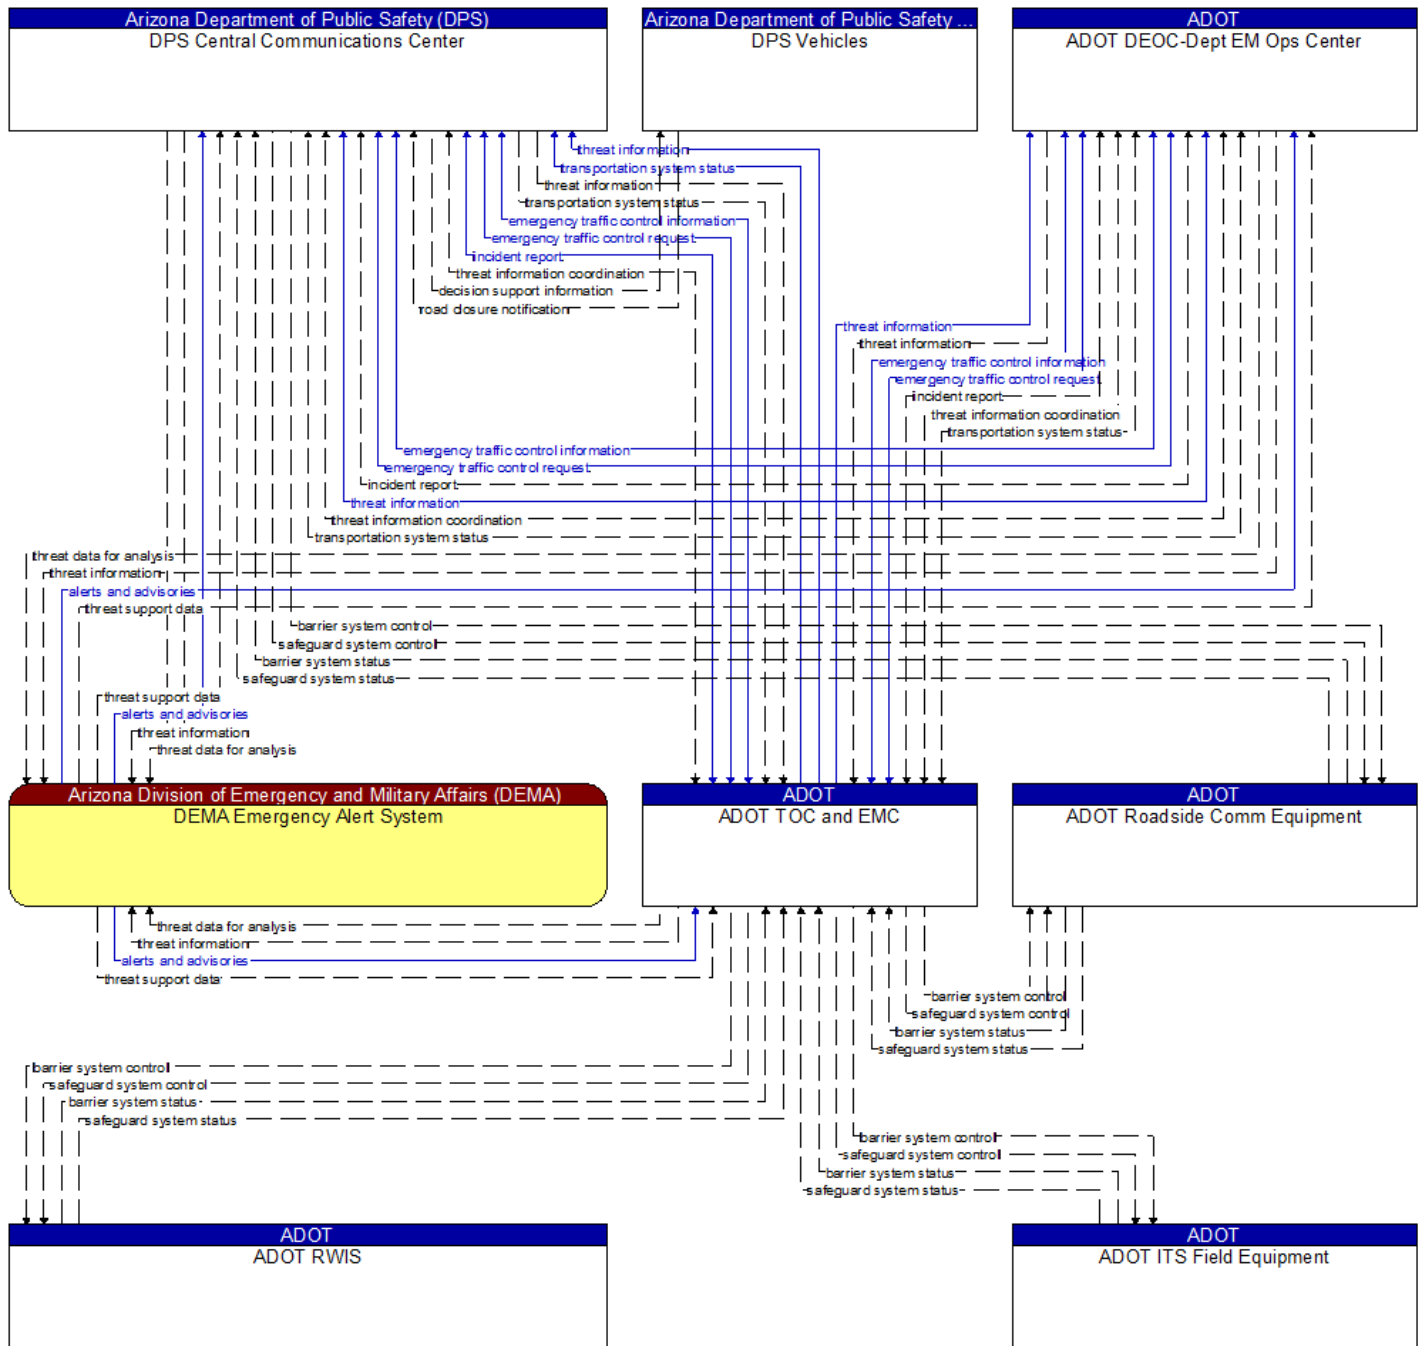 Arizona Department of Public Safety (DPS)
DPS Central Communications Center
Arizona Department of Public Safety ...
DPS Vehicles
ADOT
ADOT DEOC-Dept EM Ops Center
threat information
transportation system status
threat information
transportation system status
emergency traffic control information
emergency traffic control request
incident report
threat information coordination
decision support information
road closure notification
threat information
threat information
emergency traffic control information
emergency traffic control request
incident report
threat information coordination
transportation system status
emergency traffic control information
emergency traffic control request
incident report
threat information
threat information coordination
transportation system status
threat data for analysis
threat information
alerts and advisories
threat support data
barrier system control
safeguard system control
barrier system status
safeguard system status
threat support data
alerts and advisories
threat information
threat data for analysis
Arizona Division of Emergency and Military Affairs (DEMA)
DEMA Emergency Alert System
ADOT
ADOT TOC and EMC
ADOT
ADOT Roadside Comm Equipment
threat data for analysis
threat information
alerts and advisories
threat support data
barrier system control
safeguard system control
barrier system status
safeguard system status
barrier system control
safeguard system control
barrier system status
safeguard system status
barrier system control
safeguard system control
barrier system status
safeguard system status
ADOT
ADOT RWIS
ADOT
ADOT ITS Field Equipment